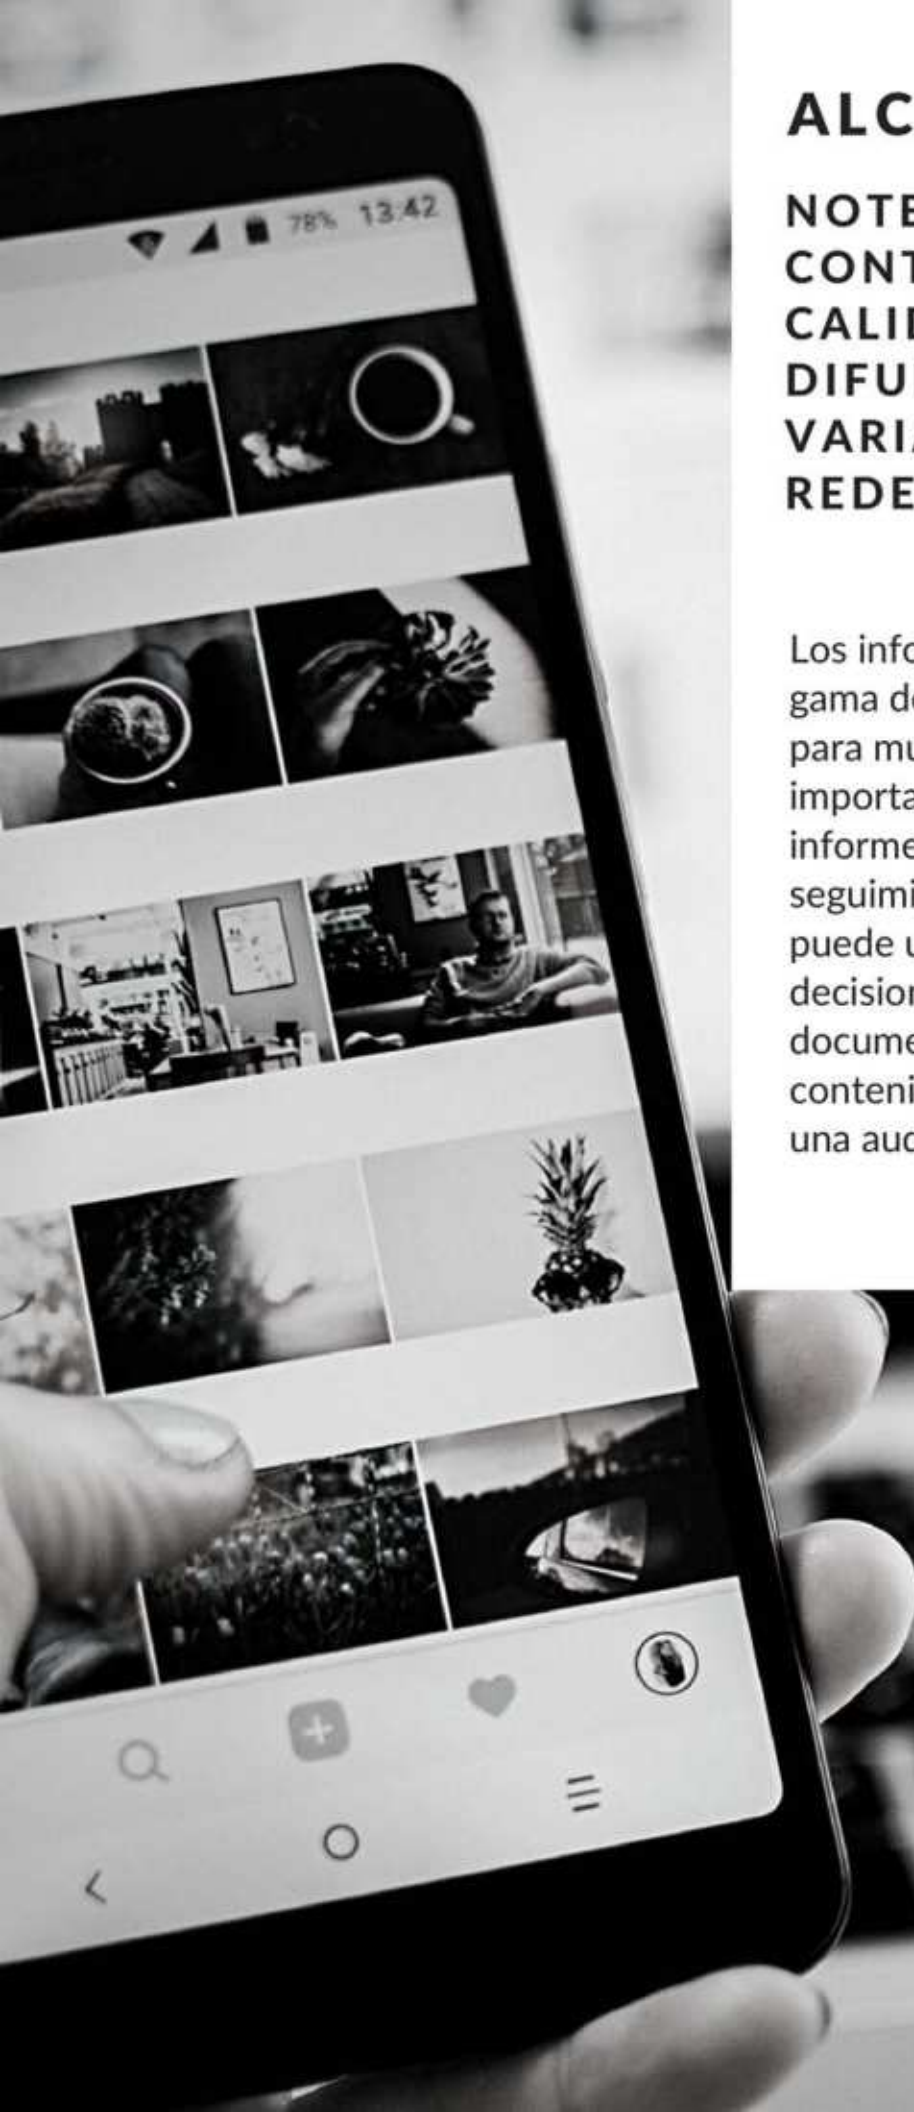 78% 13:42
ALC
NOTE
CONT
CALI
DIFU
VARI
REDE
Los info
gama de
para mu
importa
informe
seguimi
puede u
decision
docume
conteni
una aud